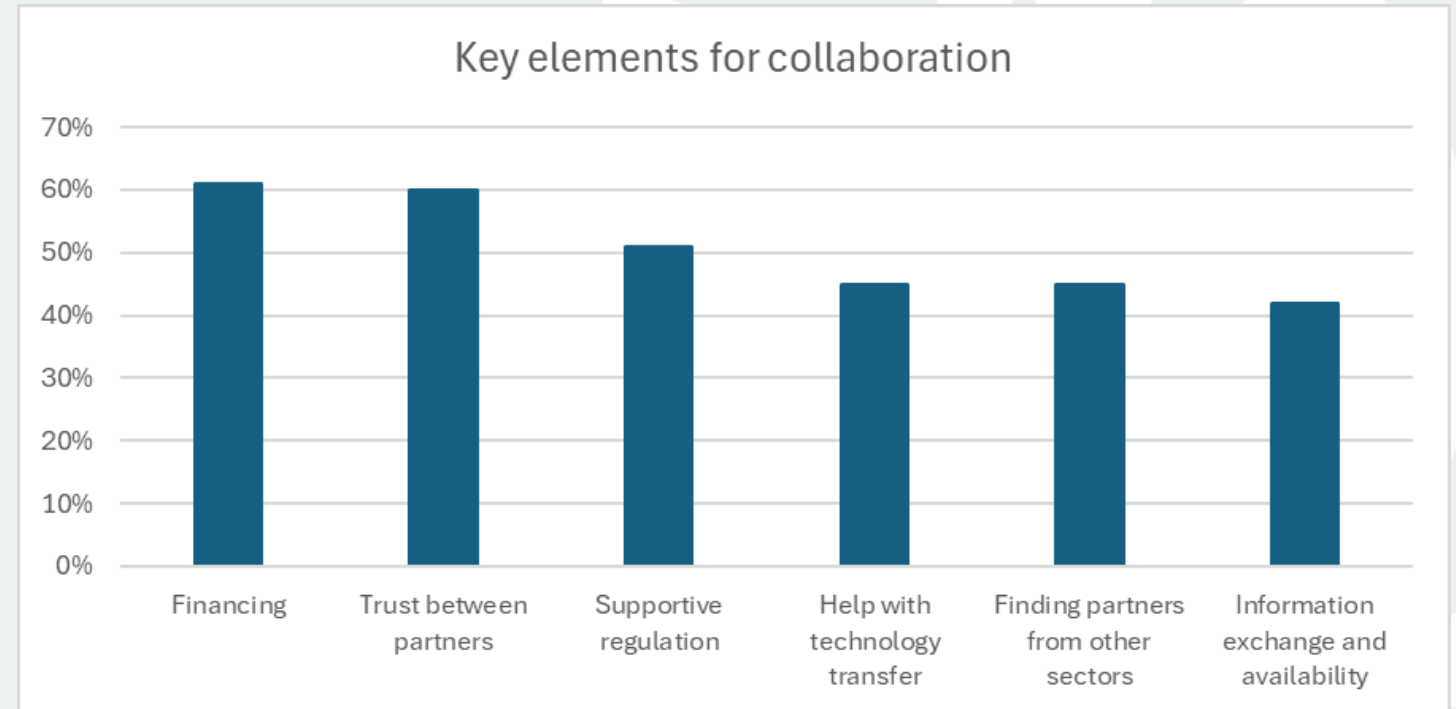 Key elements for collaboration
70%
60%
50%
40%
30%
20%
10%
0%
Financing
Trust between
partners
Supportive
regulation
Help with
technology
transfer
Finding partners
from other
sectors
Information
exchange and
availability